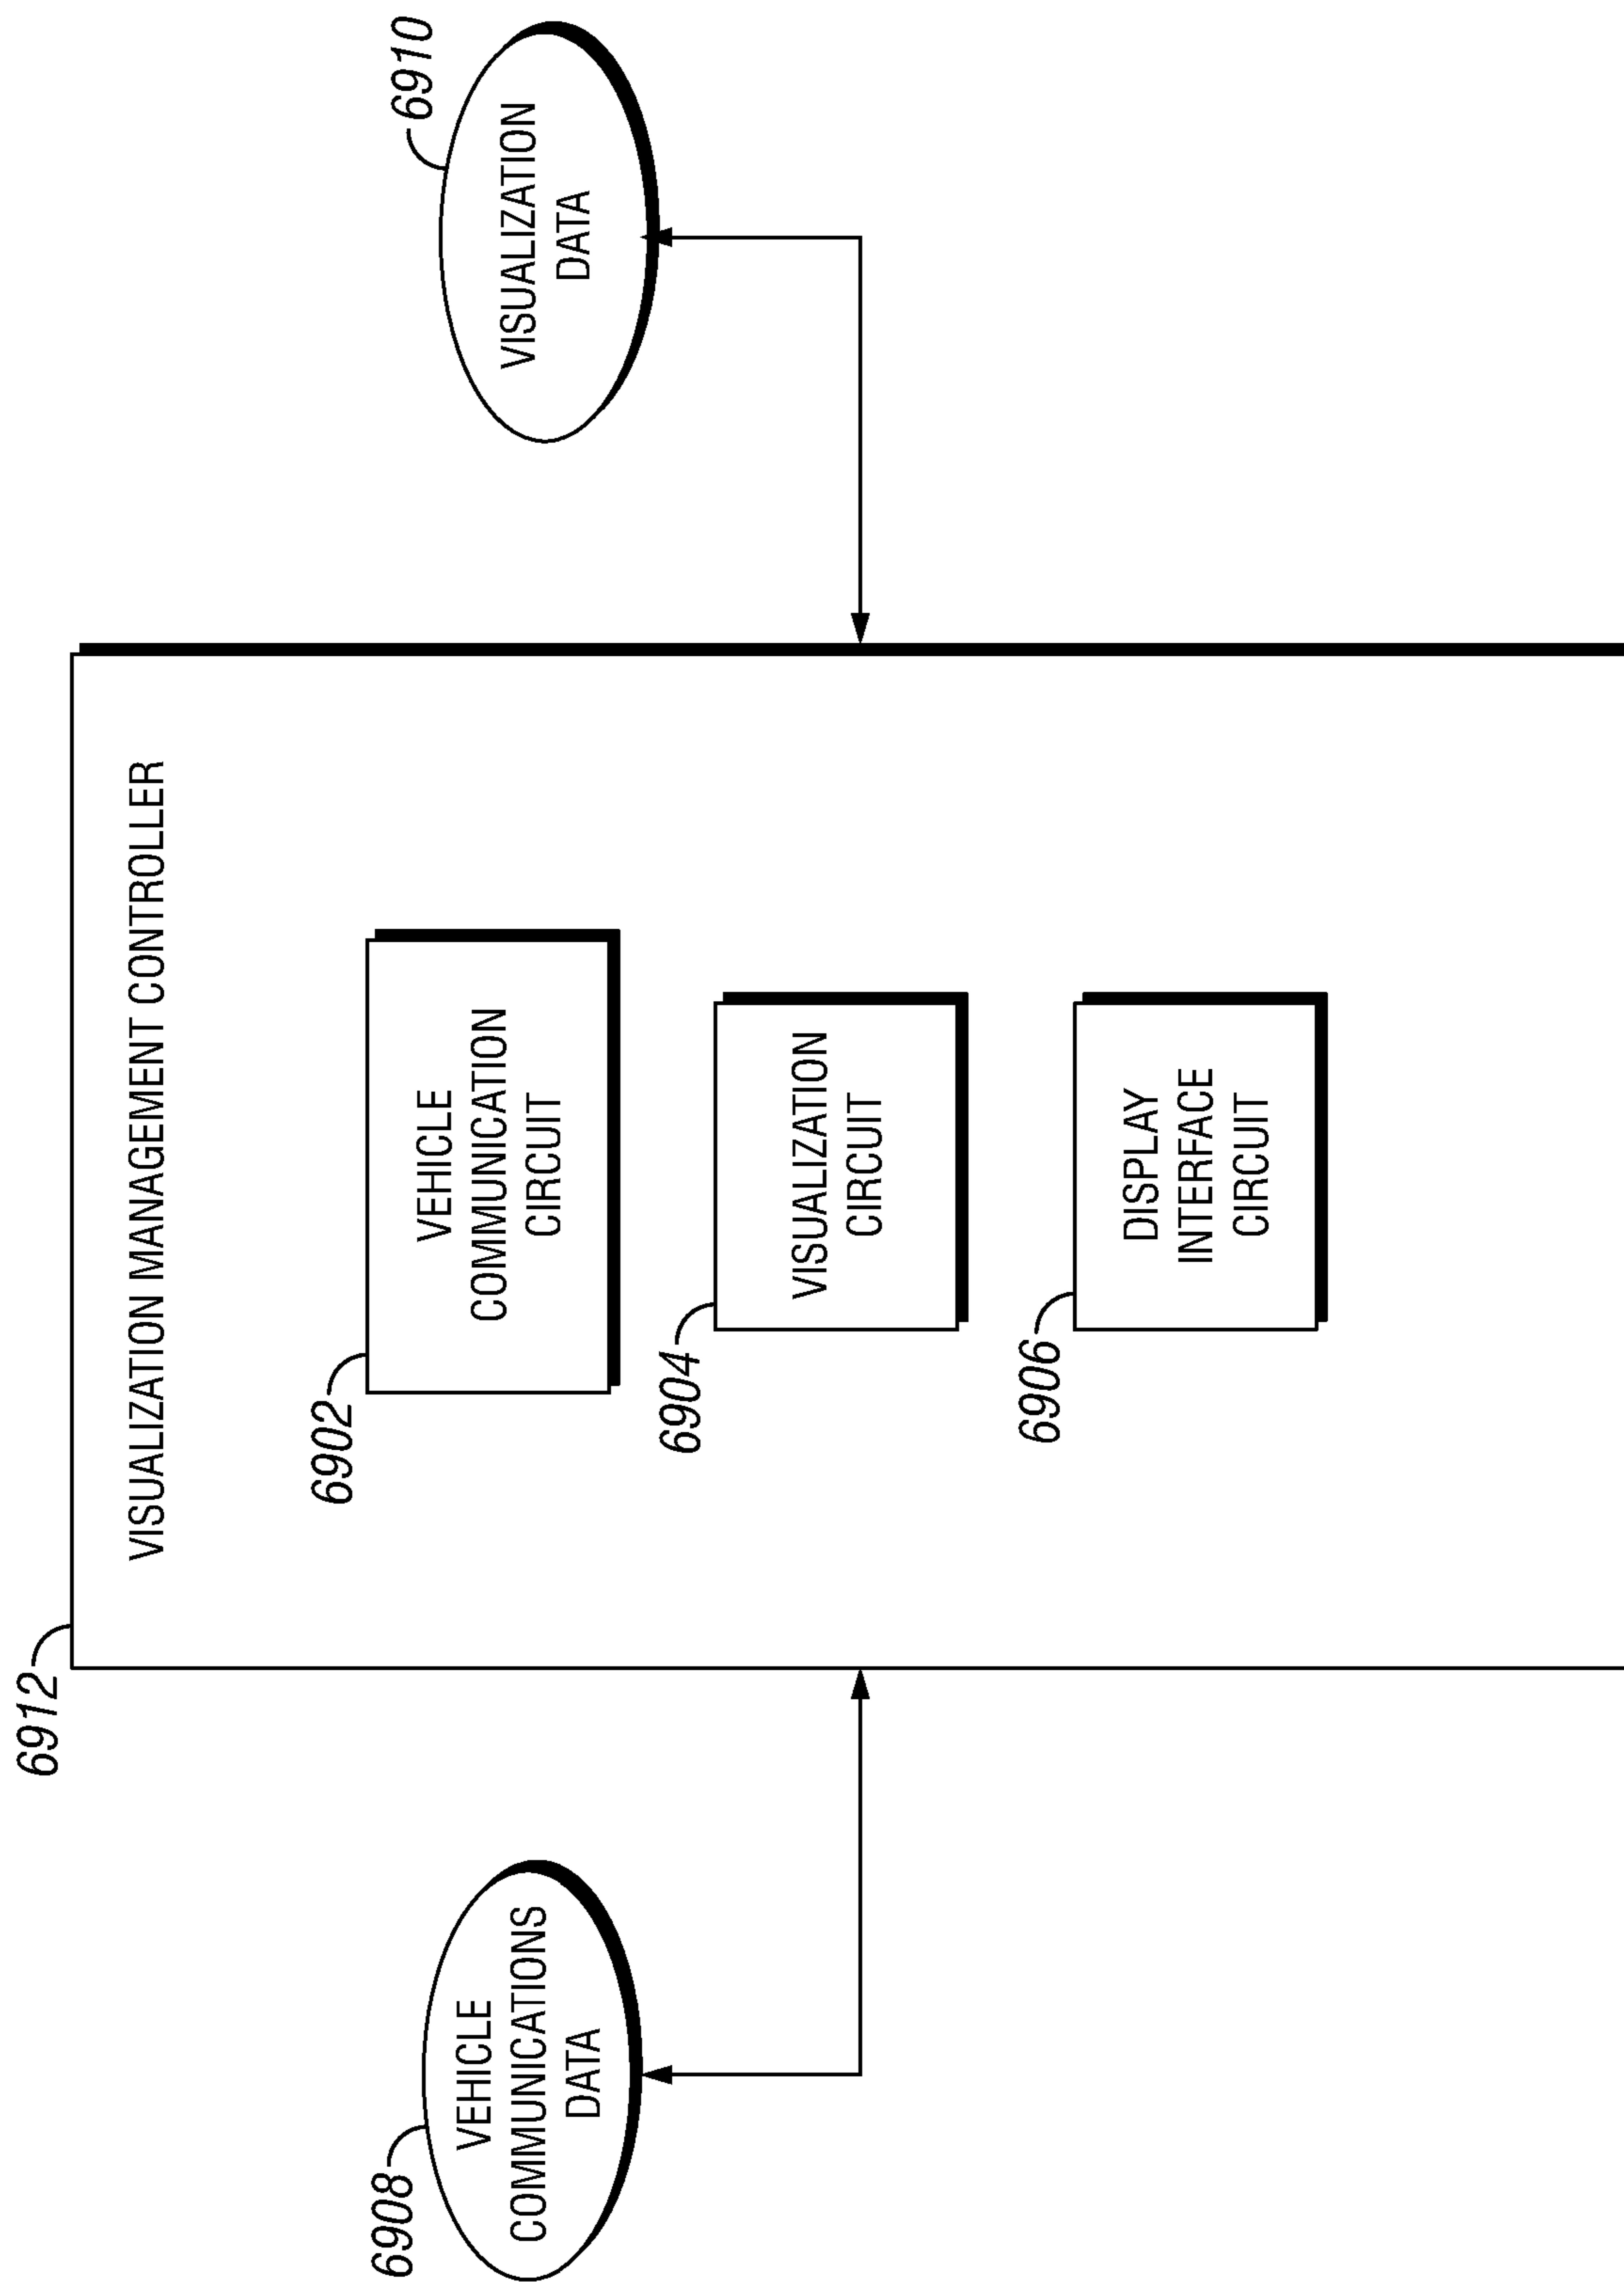 6912
VISUALIZATION MANAGEMENT CONTROLLER
6908
VEHICLE
COMMUNICATIONS
DATA
6902
VEHICLE
COMMUNICATION
CIRCUIT
6904
VISUALIZATION
CIRCUIT
6906
DISPLAY
INTERFACE
CIRCUIT
6910
VISUALIZATION
DATA